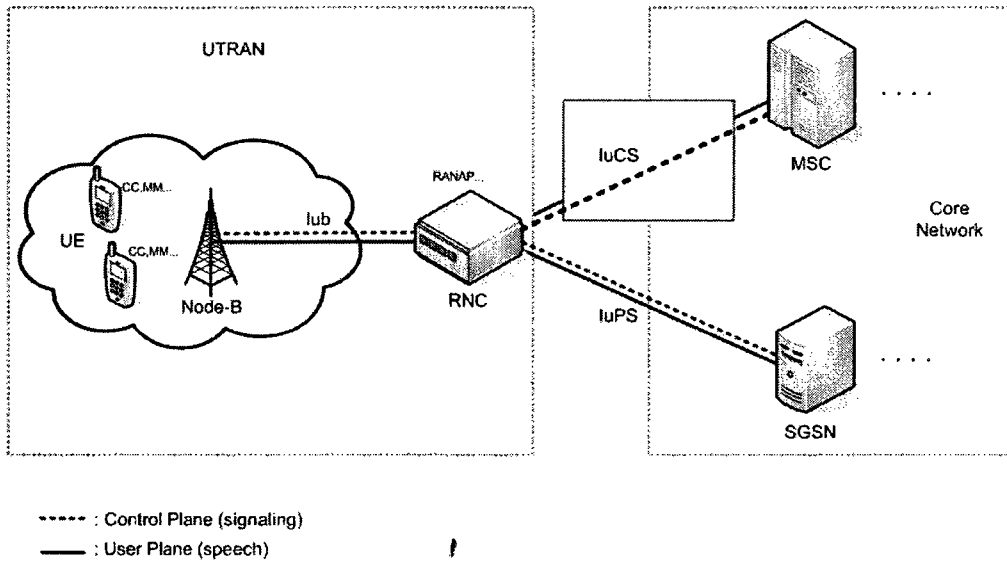 UTRAN
IuCS
MSC
. . . .
RANAP...
CC,MM...
Iub
Core
Network
UE
CC,MM...
Node-B
RNC
IuPS
. . . .
SGSN
: Control Plane (signaling)
: User Plane (speech)